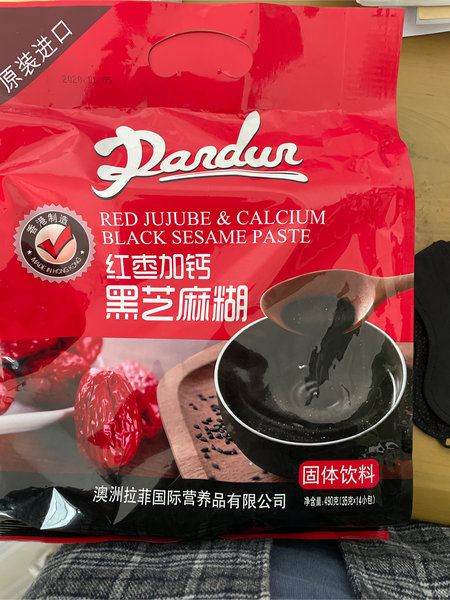 原装进口
2020/11/05
Pardur
RED JUJUBE & CALCIUM
BLACK SESAME PASTE
香港制造
MADE IN HONG KONG
红枣加钙
黑芝麻糊
固体饮料
净含量:490克(35克×14小包)
澳洲拉菲国际营养品有限公司